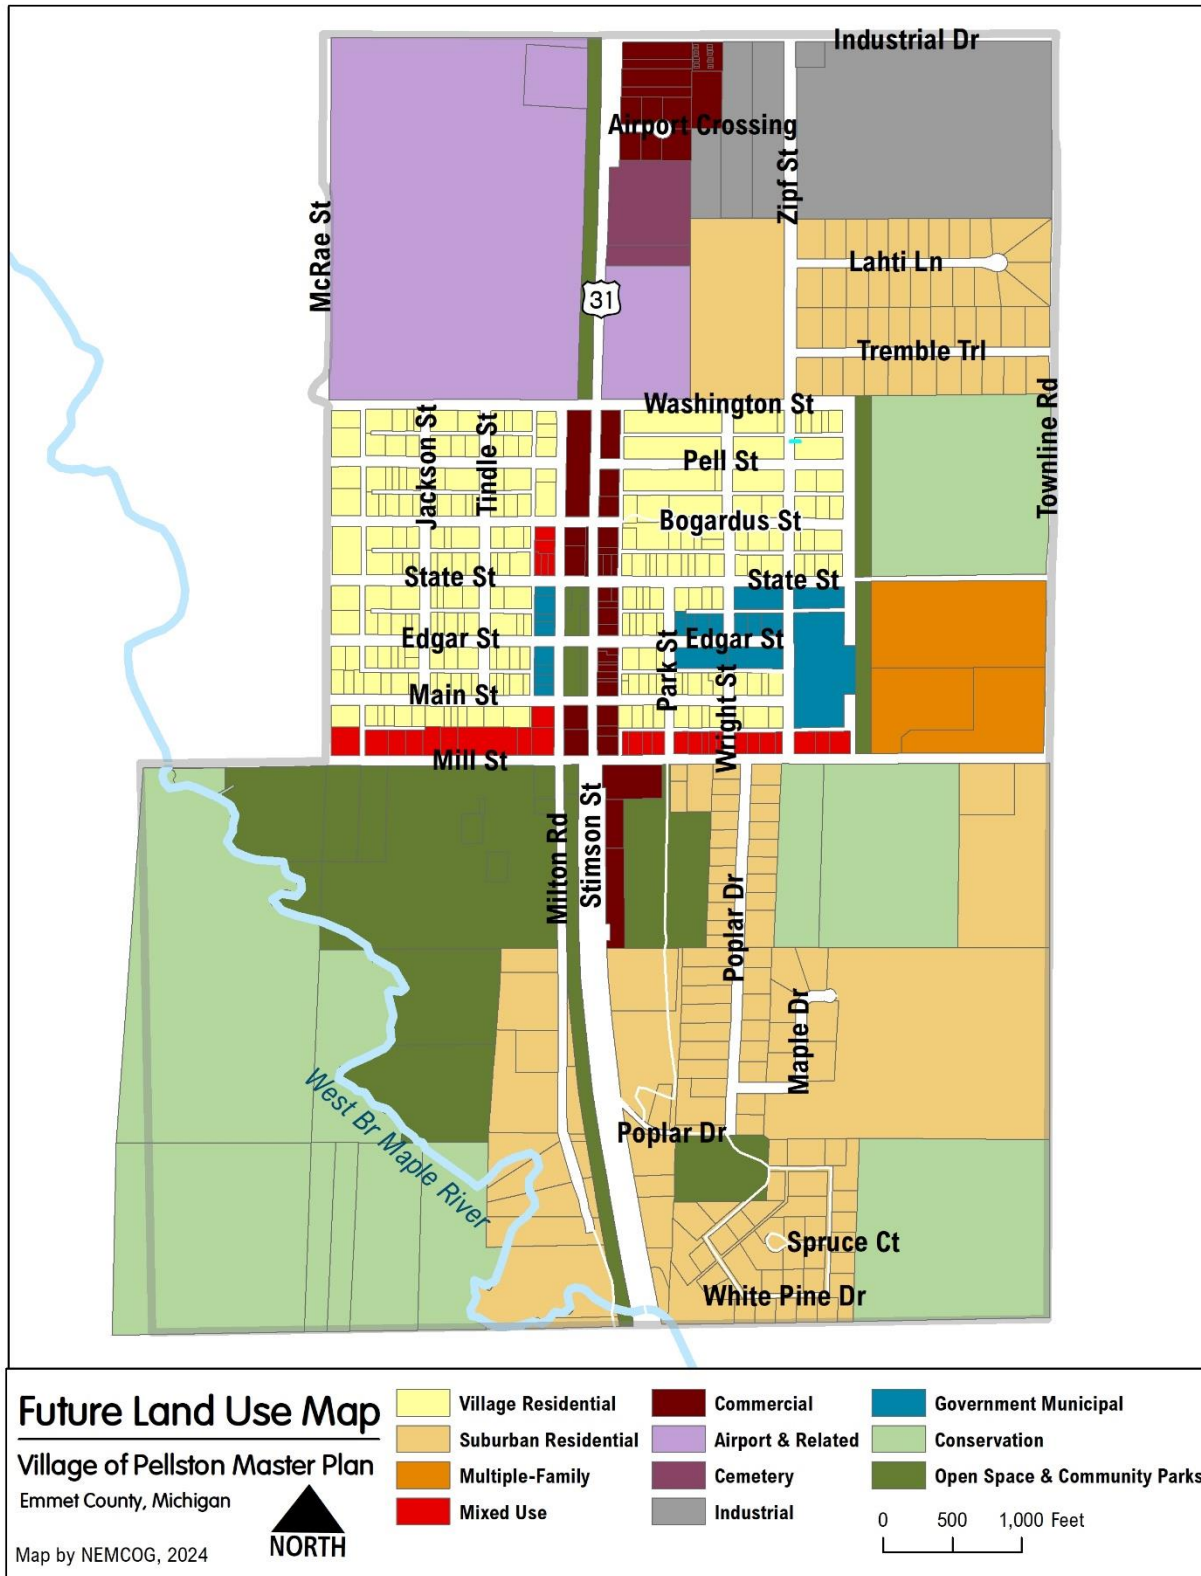 Industrial Dr
Airport Crossing
Zipf St
McRae St
Lahti Ln
31
Tremble Trl
Washington St
Townline Rd
Jackson St
Tindle St
Pell St
Bogardus St
State St
State St
Edgar St
Edgar St
Park St
Main St
Wright St
Mill St
Milton Rd
Stimson St
Poplar Dr
Maple Dr
West Br Maple River
Poplar Dr
Spruce Ct
White Pine Dr
Future Land Use Map
Village of Pellston Master Plan
Emmet County, Michigan
NORTH
Map by NEMCOG, 2024
Village Residential
Suburban Residential
Multiple-Family
Mixed Use
Commercial
Airport & Related
Cemetery
Industrial
Government Municipal
Conservation
Open Space & Community Parks
0 500 1,000 Feet